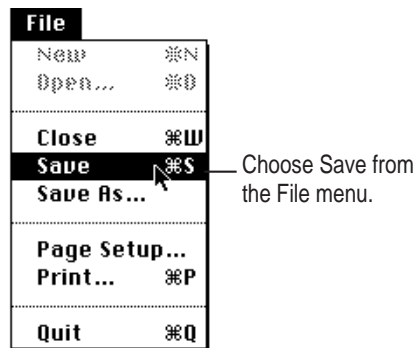 File
New ⌘N
Open... ⌘O
Close ⌘W
Save ⌘S
Save As...
Page Setup...
Print... ⌘P
Quit ⌘Q
Choose Save from
the File menu.